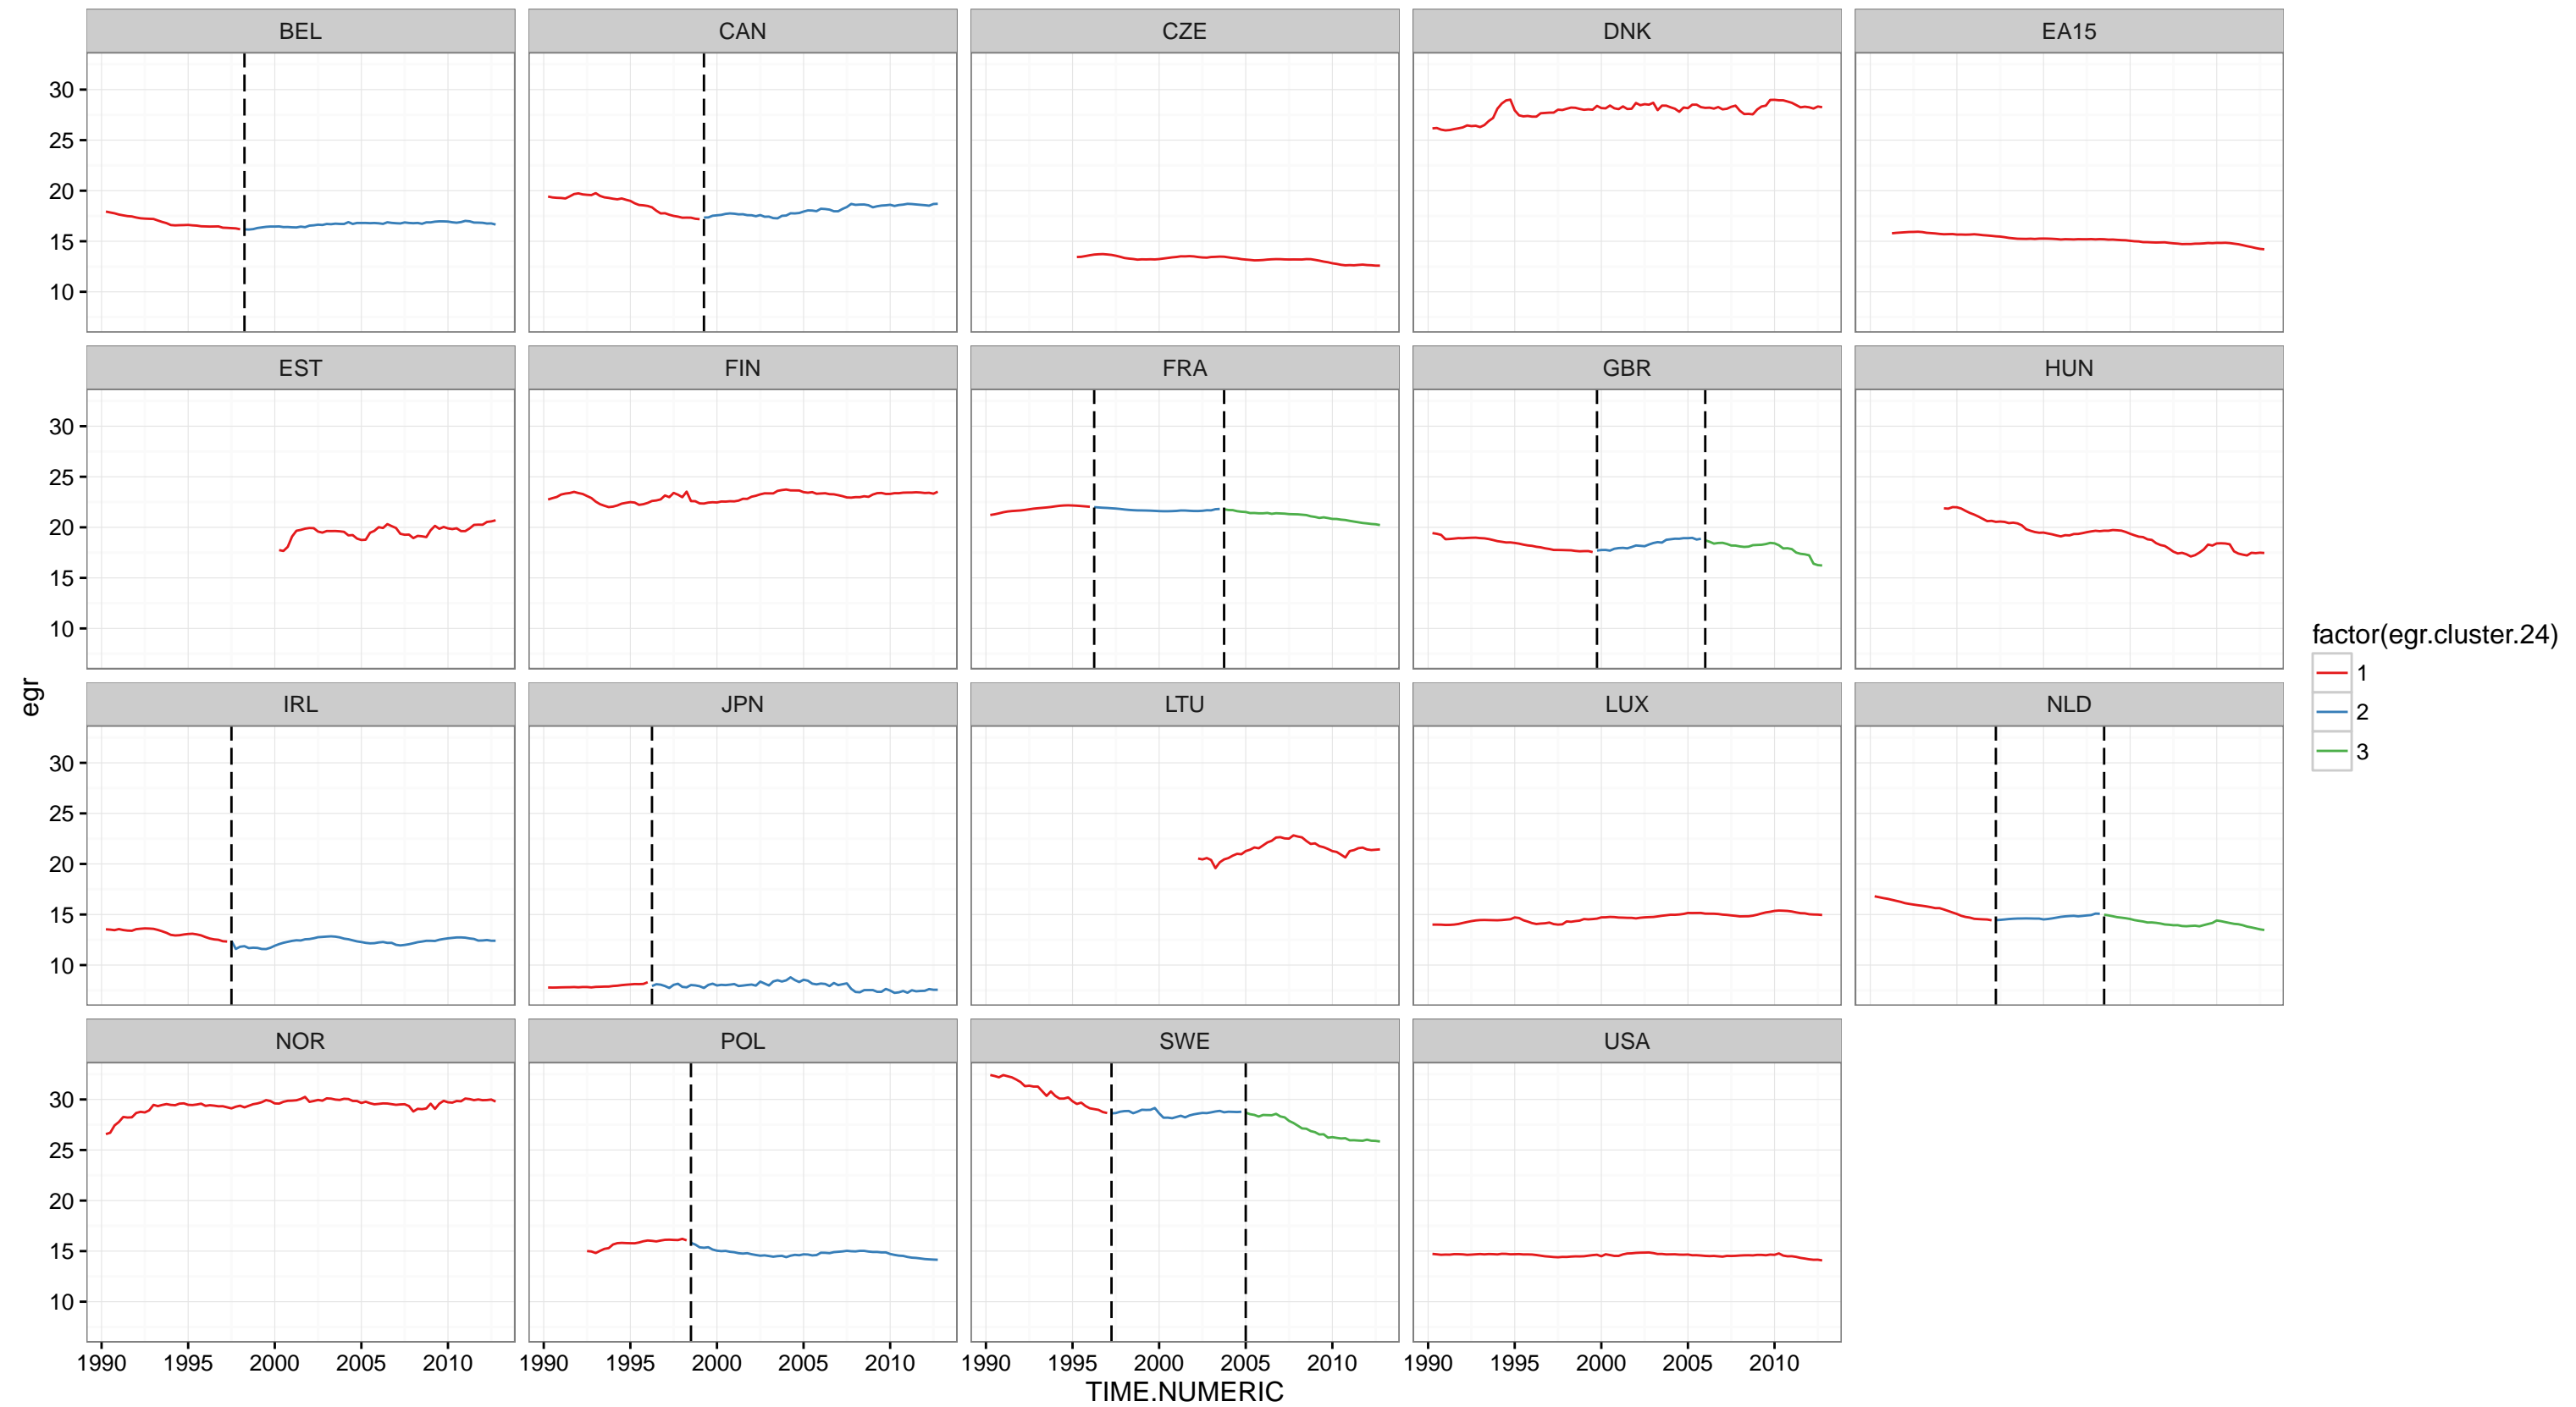 BEL CAN CZE DNK EA15
30
25
20
15
10
EST FIN FRA GBR HUN
30
25
20
15
10
egr
factor(egr.cluster.24)
1
2
3
IRL JPN LTU LUX NLD
30
25
20
15
10
NOR POL SWE USA
30
25
20
15
10
1990 1995 2000 2005 2010 1990 1995 2000 2005 2010 1990 1995 2000 2005 2010 1990 1995 2000 2005 2010
TIME.NUMERIC